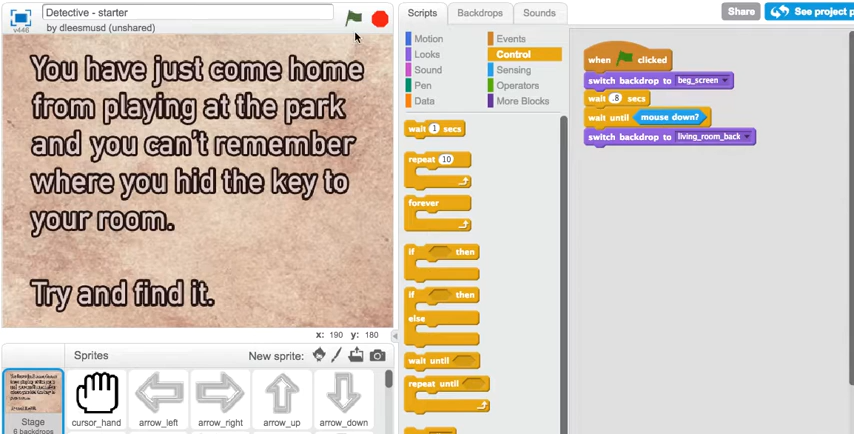 v446
Detective - starter
by dleesmusd (unshared)
You have just come home
from playing at the park
and you can't remember
where you hid the key to
your room.
Try and find it.
x: 190 y: 180
Sprites
New sprite:
Stage
6 backdrops
cursor_hand
arrow_left
arrow_right
arrow_up
arrow_down
Scripts
Backdrops
Sounds
Motion
Looks
Sound
Pen
Data
Events
Control
Sensing
Operators
More Blocks
wait 1 secs
repeat 10
forever
if then
if then
else
wait until
repeat until
Share
See project p
when clicked
switch backdrop to beg_screen
wait .8 secs
wait until mouse down?
switch backdrop to living_room_back